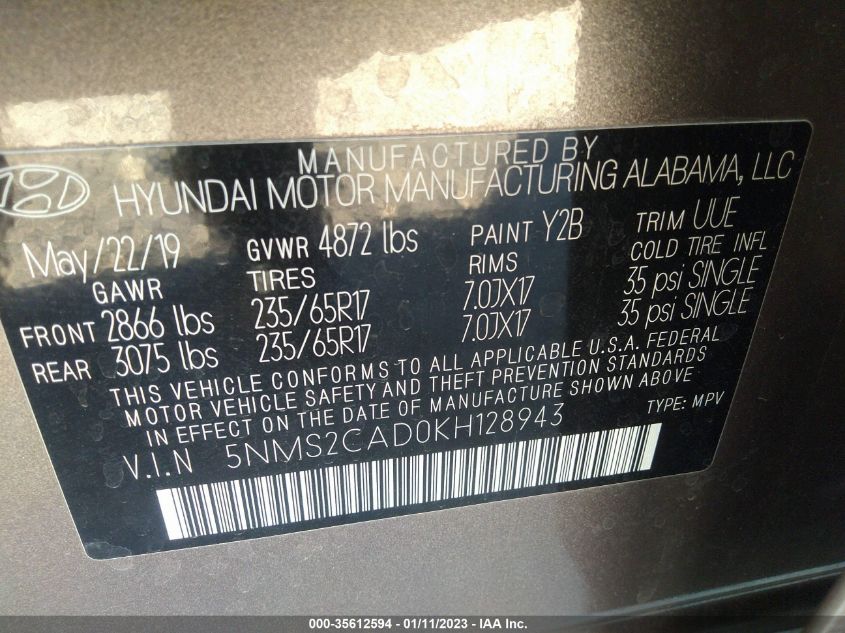 MANUFACTURED BY
HYUNDAI MOTOR MANUFACTURING ALABAMA, LLC
May/22/19 GVWR 4872 lbs PAINT Y2B TRIM UUE
GAWR TIRES RIMS COLD TIRE INFL
FRONT 2866 lbs 235/65R17 7.0JX17 35 psi SINGLE
REAR 3075 lbs 235/65R17 7.0JX17 35 psi SINGLE
THIS VEHICLE CONFORMS TO ALL APPLICABLE U.S.A. FEDERAL
MOTOR VEHICLE SAFETY AND THEFT PREVENTION STANDARDS
IN EFFECT ON THE DATE OF MANUFACTURE SHOWN ABOVE
V.I.N 5NMS2CAD0KH128943 TYPE: MPV
000-35612594 - 01/11/2023 - IAA Inc.